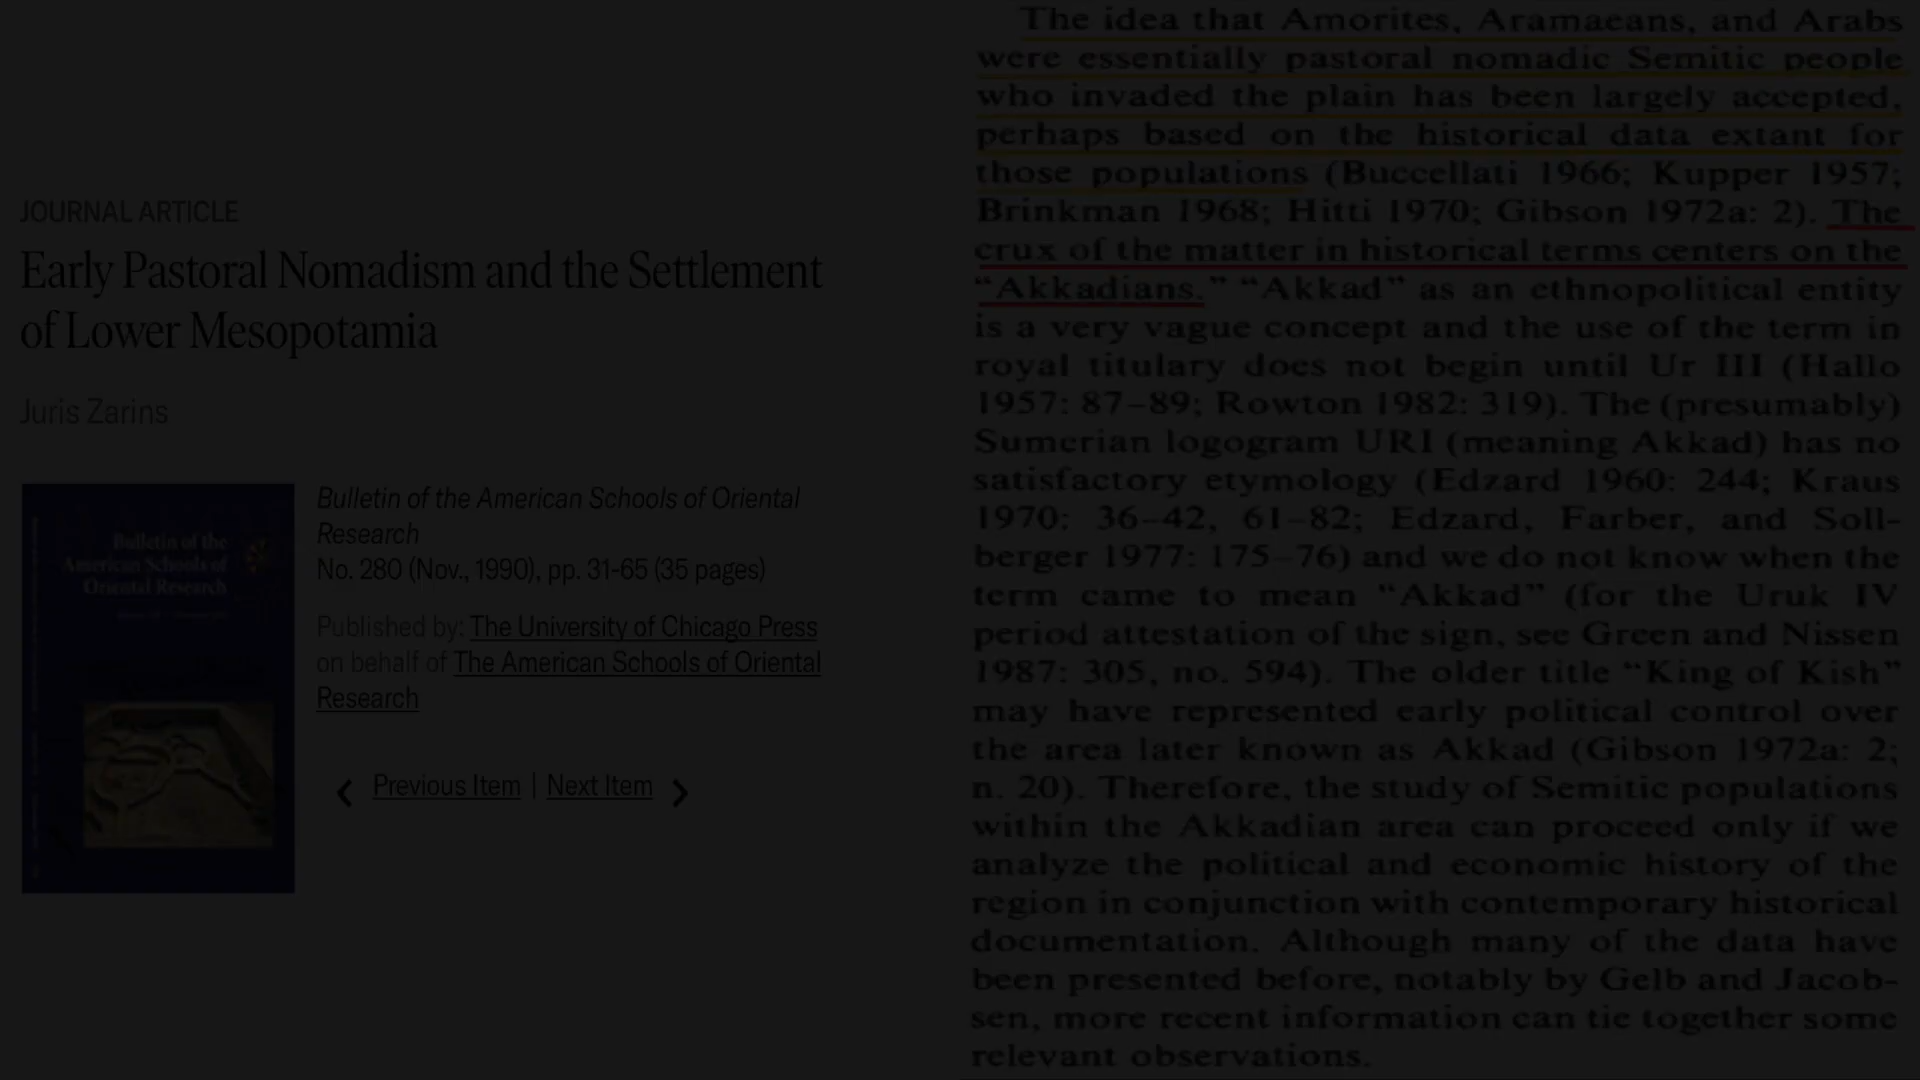 JOURNAL ARTICLE
Early Pastoral Nomadism and the Settlement
of Lower Mesopotamia
Juris Zarins
Bulletin of the
American Schools of
Oriental Research
Bulletin of the American Schools of Oriental
Research
No. 280 (Nov., 1990), pp. 31-65 (35 pages)
Published by: The University of Chicago Press
on behalf of The American Schools of Oriental
Research
Previous Item | Next Item
The idea that Amorites, Aramaeans, and Arabs
were essentially pastoral nomadic Semitic people
who invaded the plain has been largely accepted,
perhaps based on the historical data extant for
those populations (Buccellati 1966; Kupper 1957;
Brinkman 1968; Hitti 1970; Gibson 1972a: 2). The
crux of the matter in historical terms centers on the
“Akkadians.” “Akkad” as an ethnopolitical entity
is a very vague concept and the use of the term in
royal titulary does not begin until Ur III (Hallo
1957: 87–89; Rowton 1982: 319). The (presumably)
Sumerian logogram URI (meaning Akkad) has no
satisfactory etymology (Edzard 1960: 244; Kraus
1970: 36–42, 61–82; Edzard, Farber, and Soll-
berger 1977: 175–76) and we do not know when the
term came to mean “Akkad” (for the Uruk IV
period attestation of the sign, see Green and Nissen
1987: 305, no. 594). The older title “King of Kish”
may have represented early political control over
the area later known as Akkad (Gibson 1972a: 2;
n. 20). Therefore, the study of Semitic populations
within the Akkadian area can proceed only if we
analyze the political and economic history of the
region in conjunction with contemporary historical
documentation. Although many of the data have
been presented before, notably by Gelb and Jacob-
sen, more recent information can tie together some
relevant observations.